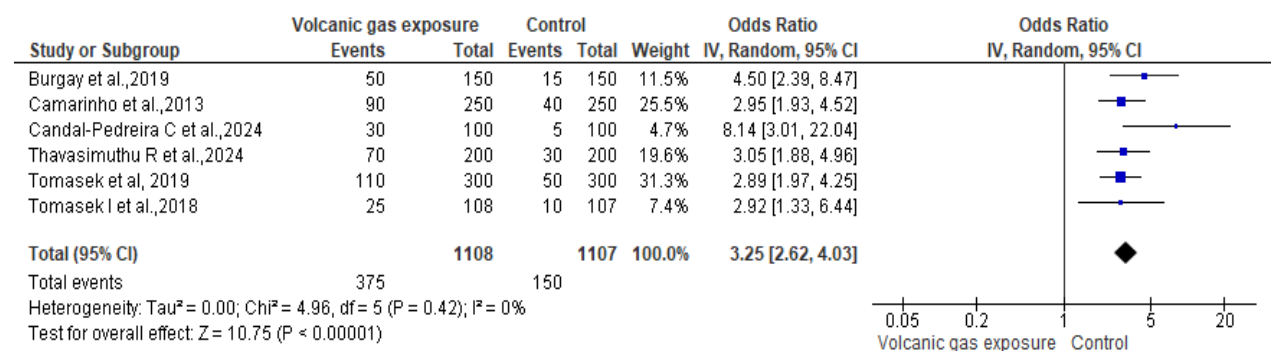 Volcanic gas exposure Control Odds Ratio Odds Ratio
Study or Subgroup Events Total Events Total Weight IV, Random, 95% CI IV, Random, 95% CI
Burgay et al.,2019 50 150 15 150 11.5% 4.50 [2.39, 8.47]
Camarinho et al.,2013 90 250 40 250 25.5% 2.95 [1.93, 4.52]
Candal-Pedreira C et al.,2024 30 100 5 100 4.7% 8.14 [3.01, 22.04]
Thavasimuthu R et al.,2024 70 200 30 200 19.6% 3.05 [1.88, 4.96]
Tomasek et al, 2019 110 300 50 300 31.3% 2.89 [1.97, 4.25]
Tomasek I et al.,2018 25 108 10 107 7.4% 2.92 [1.33, 6.44]
Total (95% CI) 1108 1107 100.0% 3.25 [2.62, 4.03]
Total events 375 150
Heterogeneity: Tau² = 0.00; Chi² = 4.96, df = 5 (P = 0.42); I² = 0%
Test for overall effect: Z = 10.75 (P < 0.00001)
0.05 0.2 1 5 20
Volcanic gas exposure Control